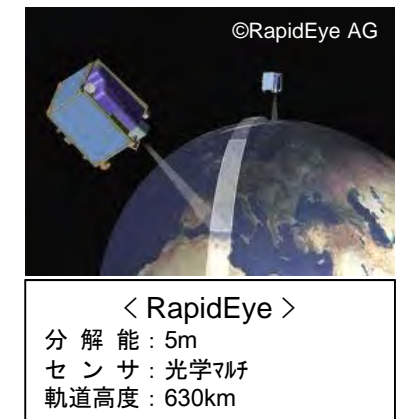 ©RapidEye AG
＜ RapidEye ＞
分 解 能 : 5m
セ ン サ : 光学ﾏﾙﾁ
軌道高度 : 630km